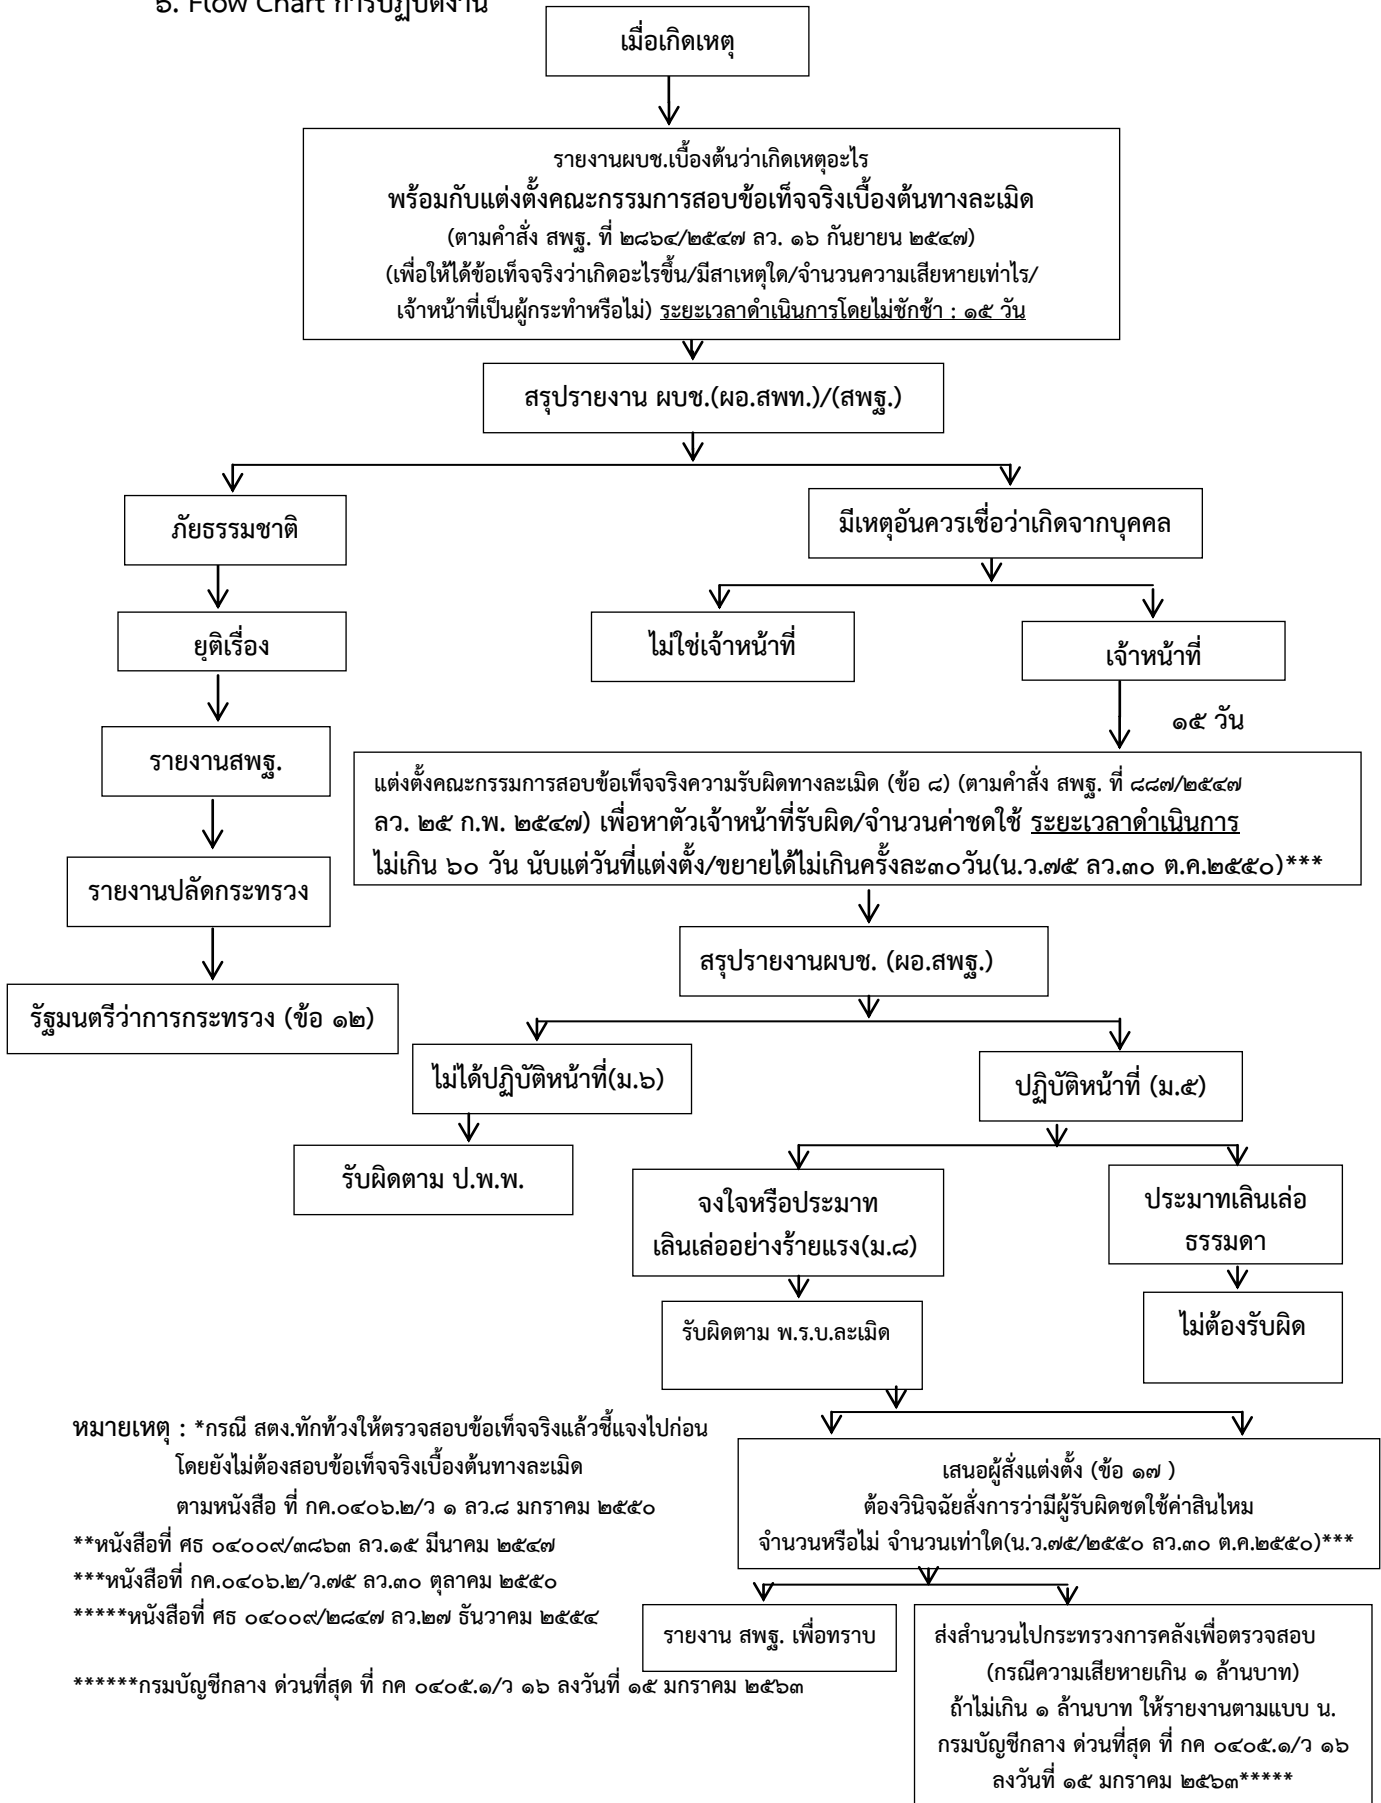 ๖. Flow Chart การปฏิบัติงาน
เมื่อเกิดเหตุ
รายงานผบช.เบื้องต้นว่าเกิดเหตุอะไร
พร้อมกับแต่งตั้งคณะกรรมการสอบข้อเท็จจริงเบื้องต้นทางละเมิด
(ตามคำสั่ง สพฐ. ที่ ๒๘๖๔/๒๕๔๗ ลว. ๑๖ กันยายน ๒๕๔๗)
(เพื่อให้ได้ข้อเท็จจริงว่าเกิดอะไรขึ้น/มีสาเหตุใด/จำนวนความเสียหายเท่าไร/
เจ้าหน้าที่เป็นผู้กระทำหรือไม่) ระยะเวลาดำเนินการโดยไม่ชักช้า : ๑๕ วัน
สรุปรายงาน ผบช.(ผอ.สพท.)/(สพฐ.)
ภัยธรรมชาติ
มีเหตุอันควรเชื่อว่าเกิดจากบุคคล
ยุติเรื่อง
ไม่ใช่เจ้าหน้าที่
เจ้าหน้าที่
๑๕ วัน
รายงานสพฐ.
แต่งตั้งคณะกรรมการสอบข้อเท็จจริงความรับผิดทางละเมิด (ข้อ ๘) (ตามคำสั่ง สพฐ. ที่ ๘๘๗/๒๕๔๗
ลว. ๒๕ ก.พ. ๒๕๔๗) เพื่อหาตัวเจ้าหน้าที่รับผิด/จำนวนค่าชดใช้ ระยะเวลาดำเนินการ
ไม่เกิน ๖๐ วัน นับแต่วันที่แต่งตั้ง/ขยายได้ไม่เกินครั้งละ๓๐วัน(น.ว.๗๕ ลว.๓๐ ต.ค.๒๕๕๐)***
รายงานปลัดกระทรวง
สรุปรายงานผบช. (ผอ.สพฐ.)
รัฐมนตรีว่าการกระทรวง (ข้อ ๑๒)
ไม่ได้ปฏิบัติหน้าที่(ม.๖)
ปฏิบัติหน้าที่ (ม.๕)
รับผิดตาม ป.พ.พ.
จงใจหรือประมาท
เลินเล่ออย่างร้ายแรง(ม.๘)
ประมาทเลินเล่อ
ธรรมดา
รับผิดตาม พ.ร.บ.ละเมิด
ไม่ต้องรับผิด
หมายเหตุ : *กรณี สตง.ทักท้วงให้ตรวจสอบข้อเท็จจริงแล้วชี้แจงไปก่อน
โดยยังไม่ต้องสอบข้อเท็จจริงเบื้องต้นทางละเมิด
ตามหนังสือ ที่ กค.๐๔๐๖.๒/ว ๑ ลว.๘ มกราคม ๒๕๕๐
**หนังสือที่ ศธ ๐๔๐๐๙/๓๘๖๓ ลว.๑๕ มีนาคม ๒๕๔๗
***หนังสือที่ กค.๐๔๐๖.๒/ว.๗๕ ลว.๓๐ ตุลาคม ๒๕๕๐
*****หนังสือที่ ศธ ๐๔๐๐๙/๒๘๔๗ ลว.๒๗ ธันวาคม ๒๕๕๔
******กรมบัญชีกลาง ด่วนที่สุด ที่ กค ๐๔๐๕.๑/ว ๑๖ ลงวันที่ ๑๕ มกราคม ๒๕๖๓
เสนอผู้สั่งแต่งตั้ง (ข้อ ๑๗ )
ต้องวินิจฉัยสั่งการว่ามีผู้รับผิดชดใช้ค่าสินไหม
จำนวนหรือไม่ จำนวนเท่าใด(น.ว.๗๕/๒๕๕๐ ลว.๓๐ ต.ค.๒๕๕๐)***
รายงาน สพฐ. เพื่อทราบ
ส่งสำนวนไปกระทรวงการคลังเพื่อตรวจสอบ
(กรณีความเสียหายเกิน ๑ ล้านบาท)
ถ้าไม่เกิน ๑ ล้านบาท ให้รายงานตามแบบ น.
กรมบัญชีกลาง ด่วนที่สุด ที่ กค ๐๔๐๕.๑/ว ๑๖
ลงวันที่ ๑๕ มกราคม ๒๕๖๓*****